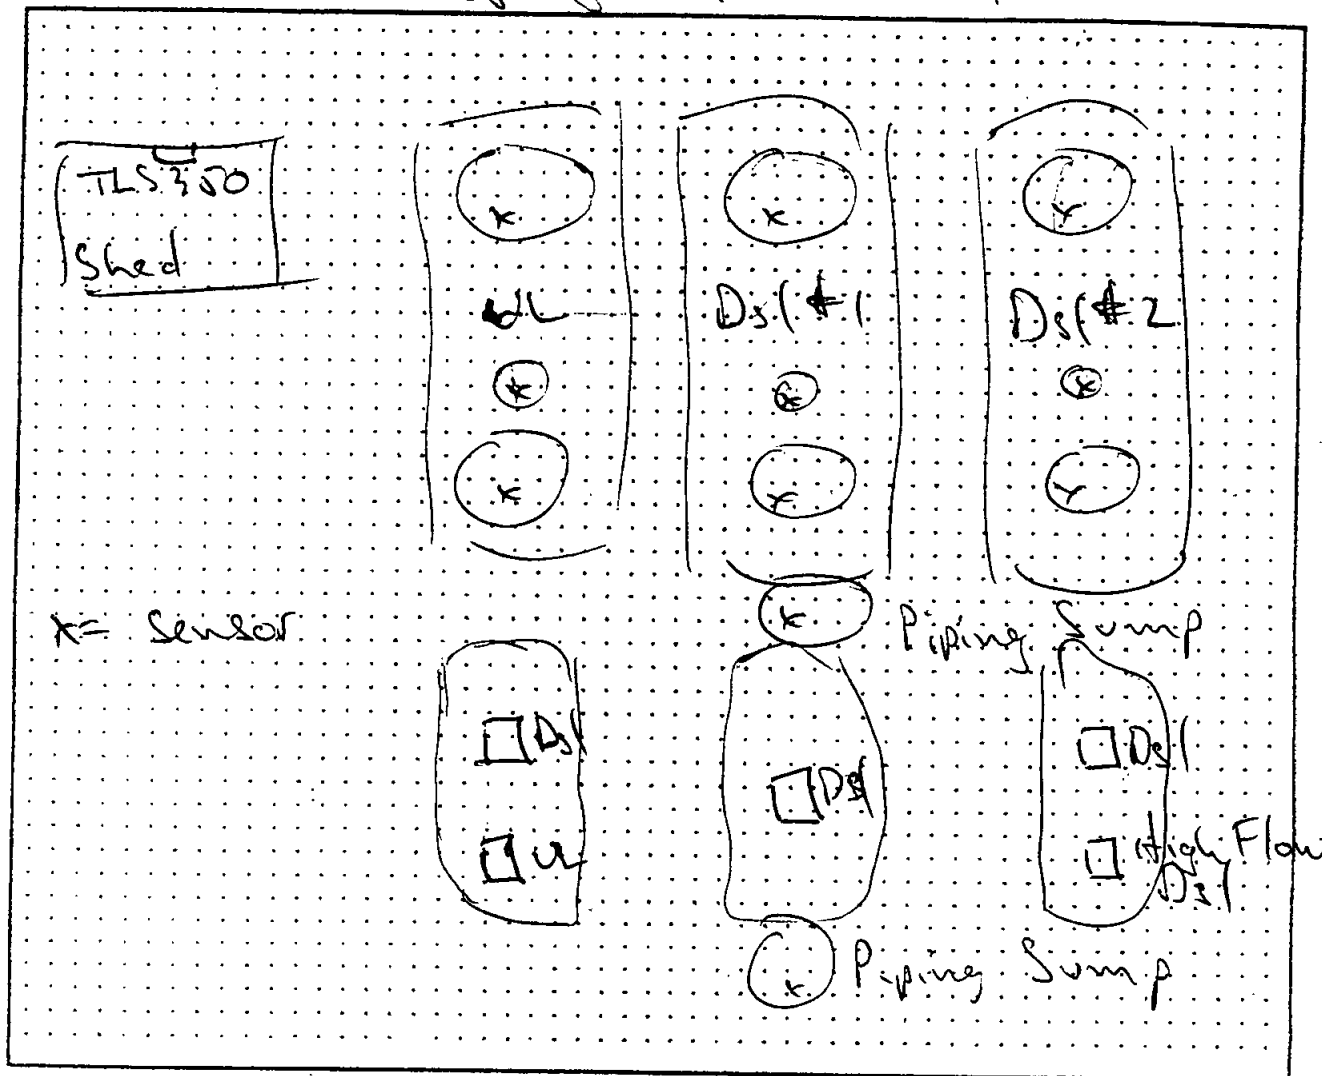 TLS 350
Shed
x
x
x
UL
Dsl #1
Dsl #2
x
x
x
x
x
x
x = Sensor
x
Piping Sump
Dsl
Dsl
Dsl
UL
High Flow
Dsl
x
Piping Sump